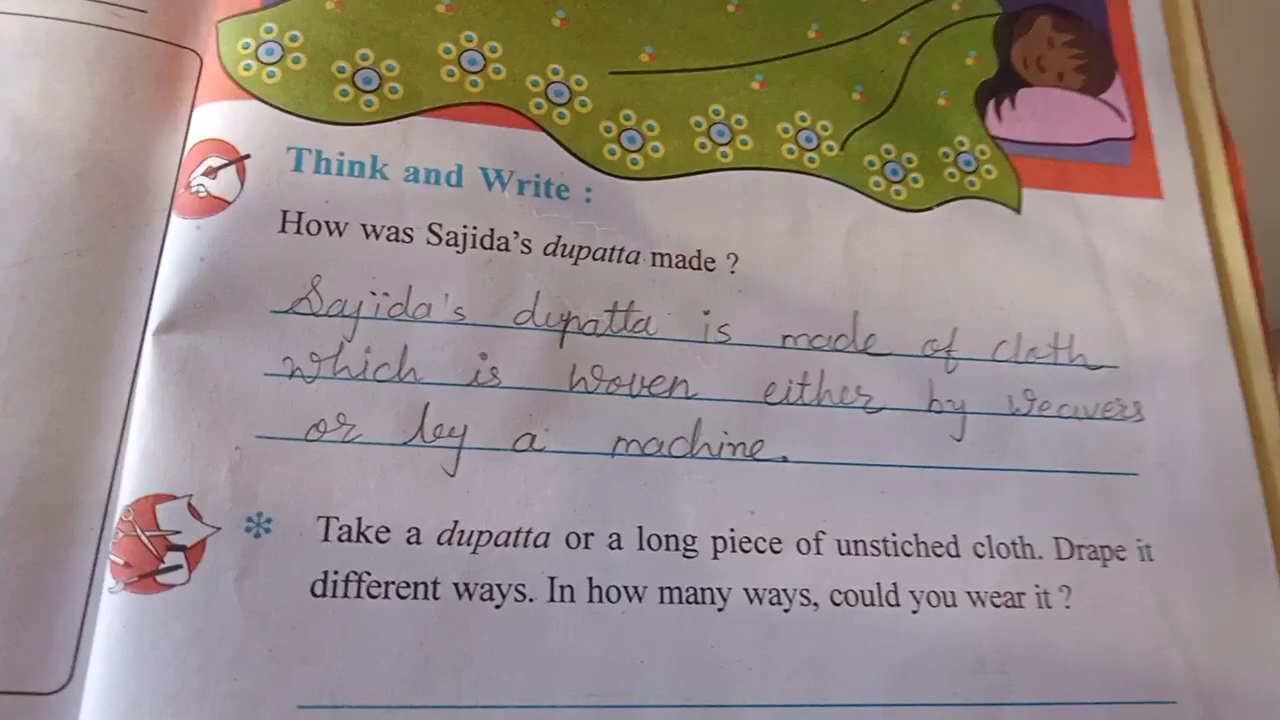 Think and Write :
How was Sajida's dupatta made ?
Sajida's dupatta is made of cloth
which is woven either by weavers
or by a machine.
Take a dupatta or a long piece of unstiched cloth. Drape it
different ways. In how many ways, could you wear it ?